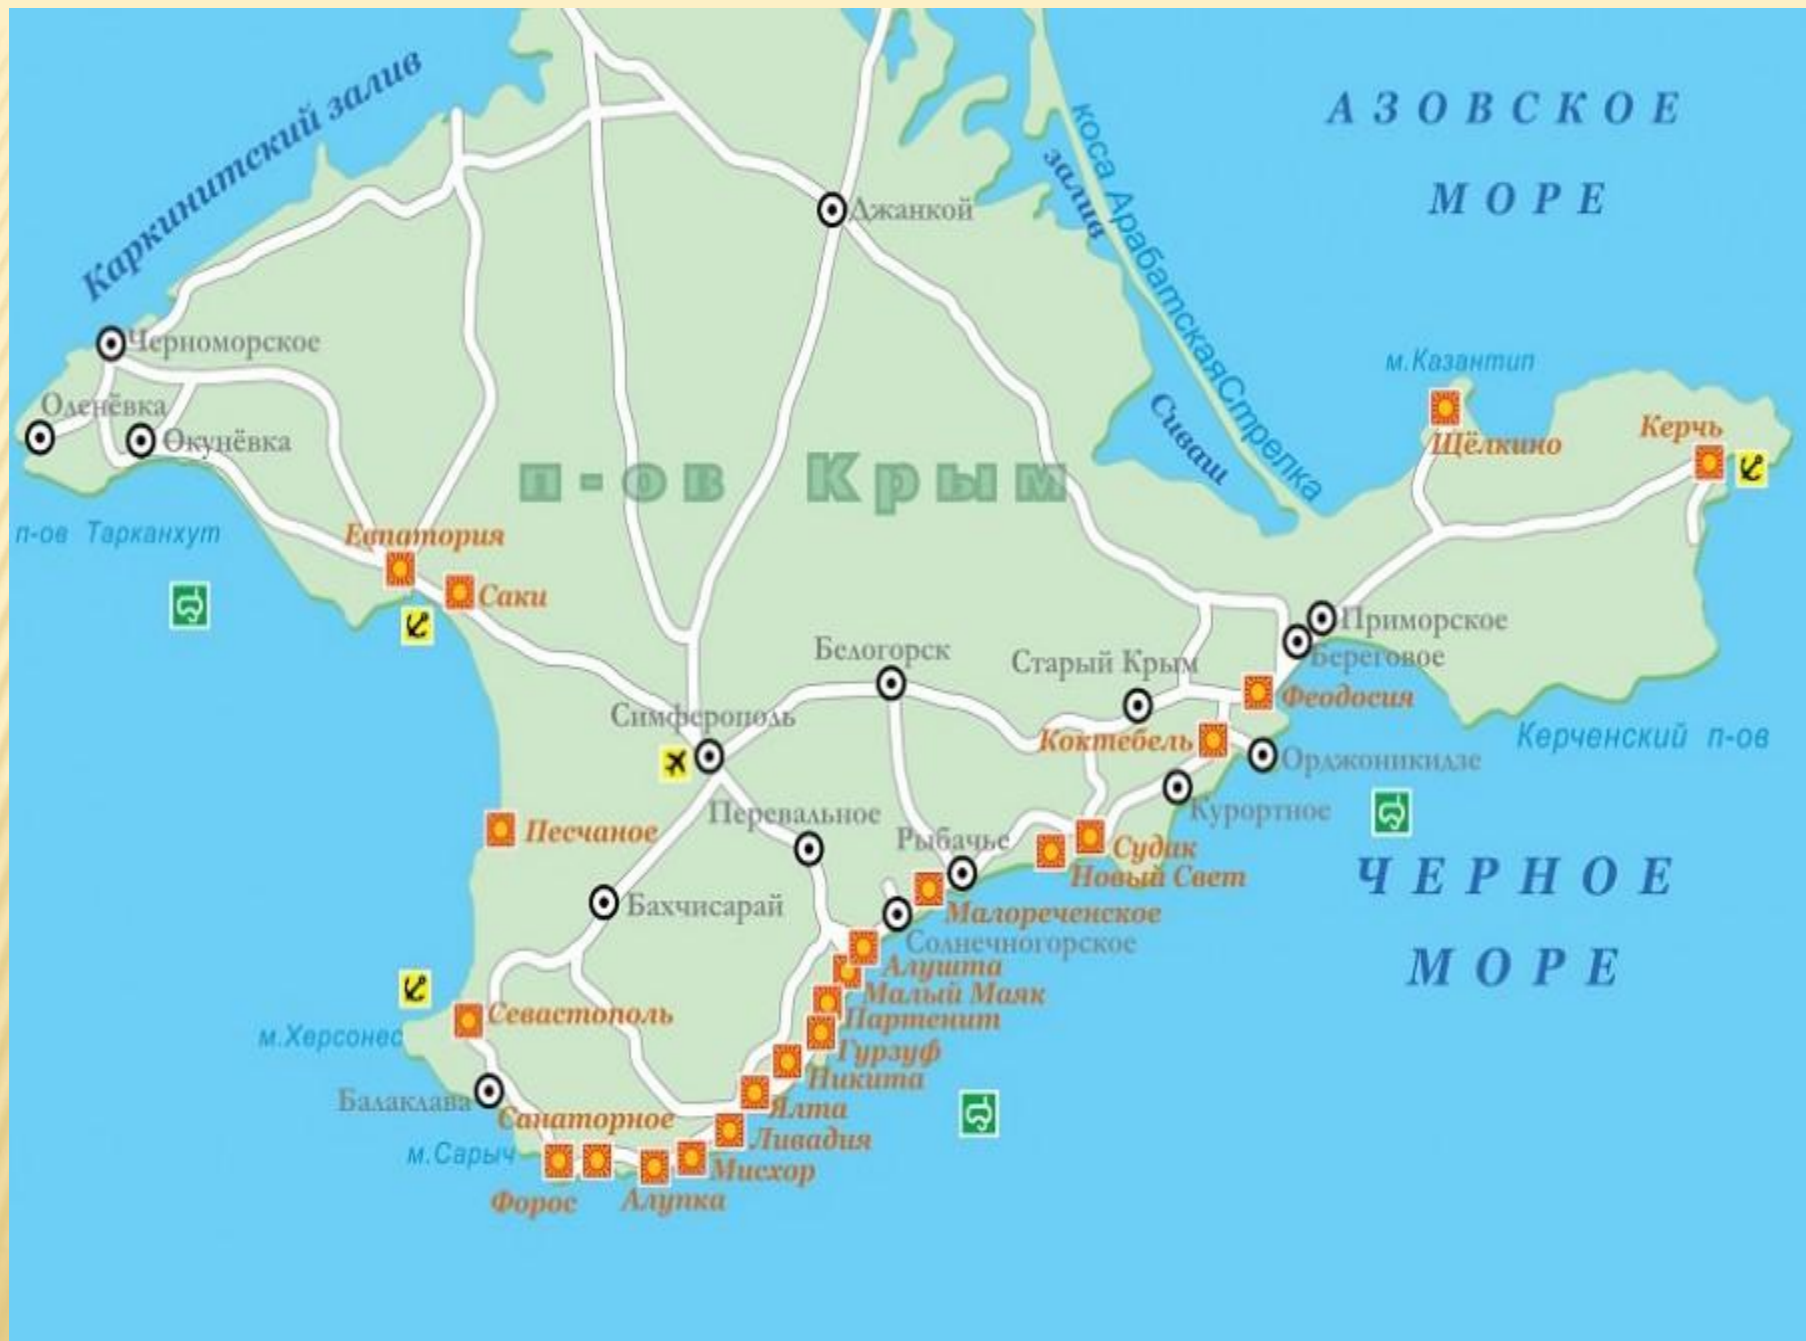 Каркинитский залив
АЗОВСКОЕ
МОРЕ
коса Арабатская Стрелка
залив
Сиваш
Джанкой
Черноморское
Оленёвка
Окунёвка
п-ов Тарканхут
п-ов Крым
м.Казантип
Щёлкино
Керчь
Евпатория
Саки
Приморское
Береговое
Белогорск
Старый Крым
Феодосия
Симферополь
Коктебель
Керченский п-ов
Орджоникидзе
Курортное
Песчаное
Перевальное
Рыбачье
Судак
Новый Свет
ЧЕРНОЕ
МОРЕ
Бахчисарай
Малореченское
Солнечногорское
Алушта
Малый Маяк
Партенит
Гурзуф
Никита
Ялта
Ливадия
Мисхор
Севастополь
м.Херсонес
Балаклава
Санаторное
м.Сарыч
Форос
Алупка